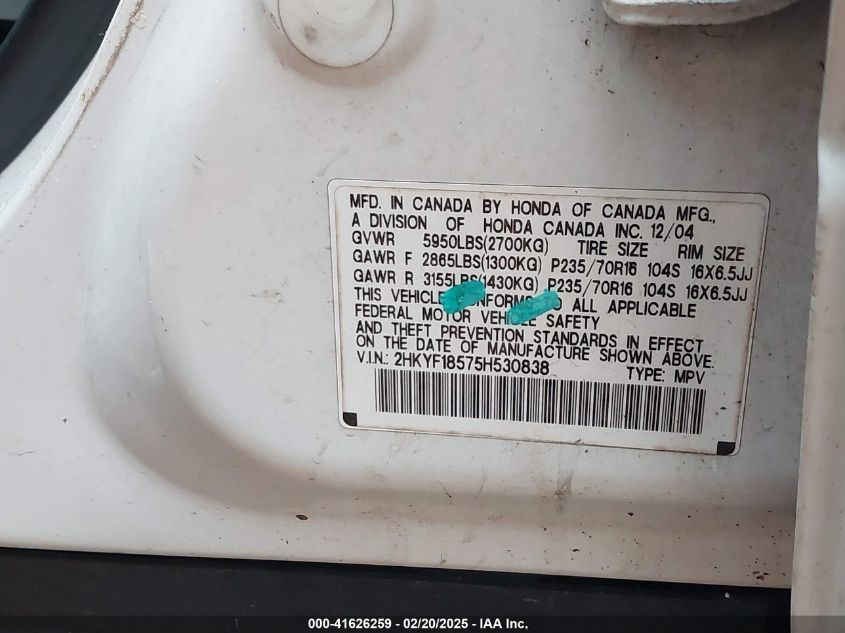 MFD. IN CANADA BY HONDA OF CANADA MFG.,
A DIVISION OF HONDA CANADA INC. 12/04
GVWR 5950LBS(2700KG) TIRE SIZE RIM SIZE
GAWR F 2865LBS(1300KG) P235/70R16 104S 16X6.5JJ
GAWR R 3155LBS(1430KG) P235/70R16 104S 16X6.5JJ
THIS VEHICLE CONFORMS TO ALL APPLICABLE
FEDERAL MOTOR VEHICLE SAFETY
AND THEFT PREVENTION STANDARDS IN EFFECT
ON THE DATE OF MANUFACTURE SHOWN ABOVE.
V.I.N.: 2HKYF18575H530838 TYPE: MPV
000-41626259 - 02/20/2025 - IAA Inc.